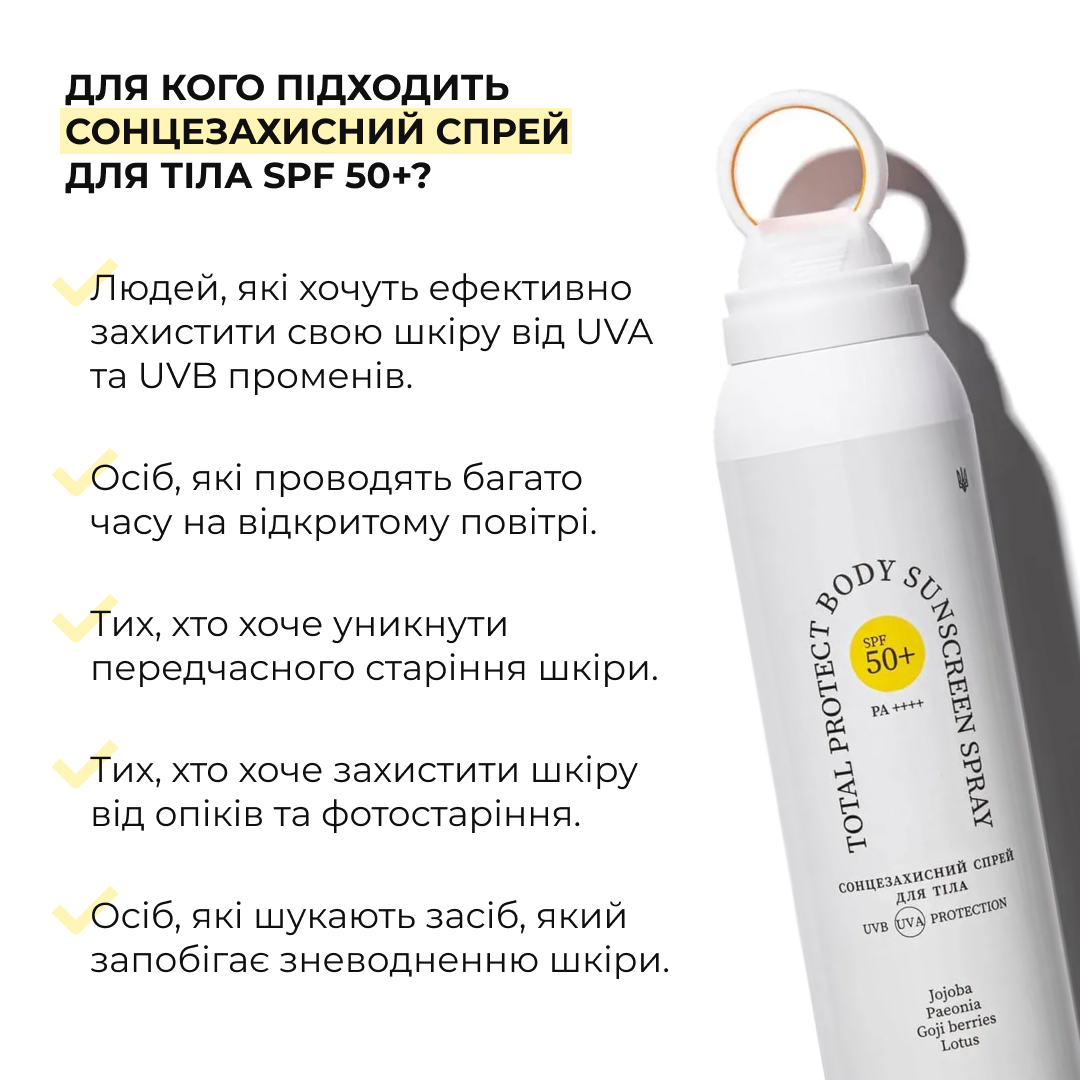 ДЛЯ КОГО ПІДХОДИТЬ
СОНЦЕЗАХИСНИЙ СПРЕЙ
ДЛЯ ТІЛА SPF 50+?
Людей, які хочуть ефективно
захистити свою шкіру від UVA
та UVB променів.
Осіб, які проводять багато
часу на відкритому повітрі.
Тих, хто хоче уникнути
передчасного старіння шкіри.
Тих, хто хоче захистити шкіру
від опіків та фотостаріння.
Осіб, які шукають засіб, який
запобігає зневодненню шкіри.
TOTAL PROTECT BODY SUNSCREEN SPRAY
SPF
50+
PA ++++
СОНЦЕЗАХИСНИЙ СПРЕЙ
ДЛЯ ТІЛА
UVB UVA PROTECTION
Jojoba
Paeonia
Goji berries
Lotus